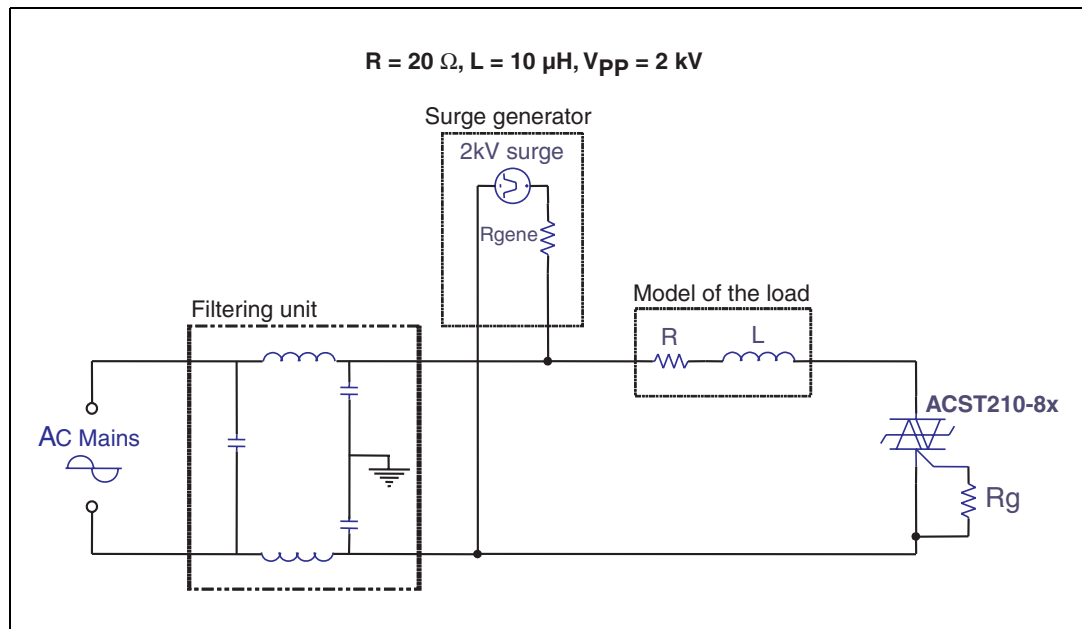 R = 20 Ω, L = 10 µH, VPP = 2 kV
Surge generator
2kV surge
Rgene
Filtering unit
Model of the load
R
L
ACST210-8x
AC Mains
Rg